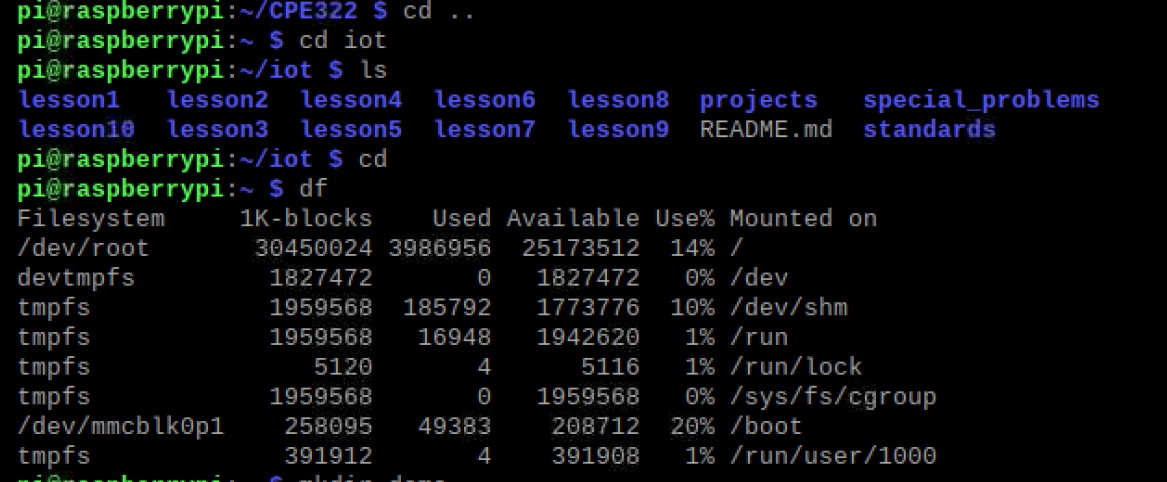 pi@raspberrypi:~/CPE322 $ cd ..
pi@raspberrypi:~ $ cd iot
pi@raspberrypi:~/iot $ ls
lesson1   lesson2  lesson4  lesson6  lesson8  projects   special_problems
lesson10  lesson3  lesson5  lesson7  lesson9  README.md  standards
pi@raspberrypi:~/iot $ cd
pi@raspberrypi:~ $ df
Filesystem     1K-blocks    Used Available Use% Mounted on
/dev/root       30450024 3986956  25173512  14% /
devtmpfs         1827472       0   1827472   0% /dev
tmpfs            1959568  185792   1773776  10% /dev/shm
tmpfs            1959568   16948   1942620   1% /run
tmpfs               5120       4      5116   1% /run/lock
tmpfs            1959568       0   1959568   0% /sys/fs/cgroup
/dev/mmcblk0p1    258095   49383    208712  20% /boot
tmpfs             391912       4    391908   1% /run/user/1000
pi@raspberrypi:~ $ mkdir demo